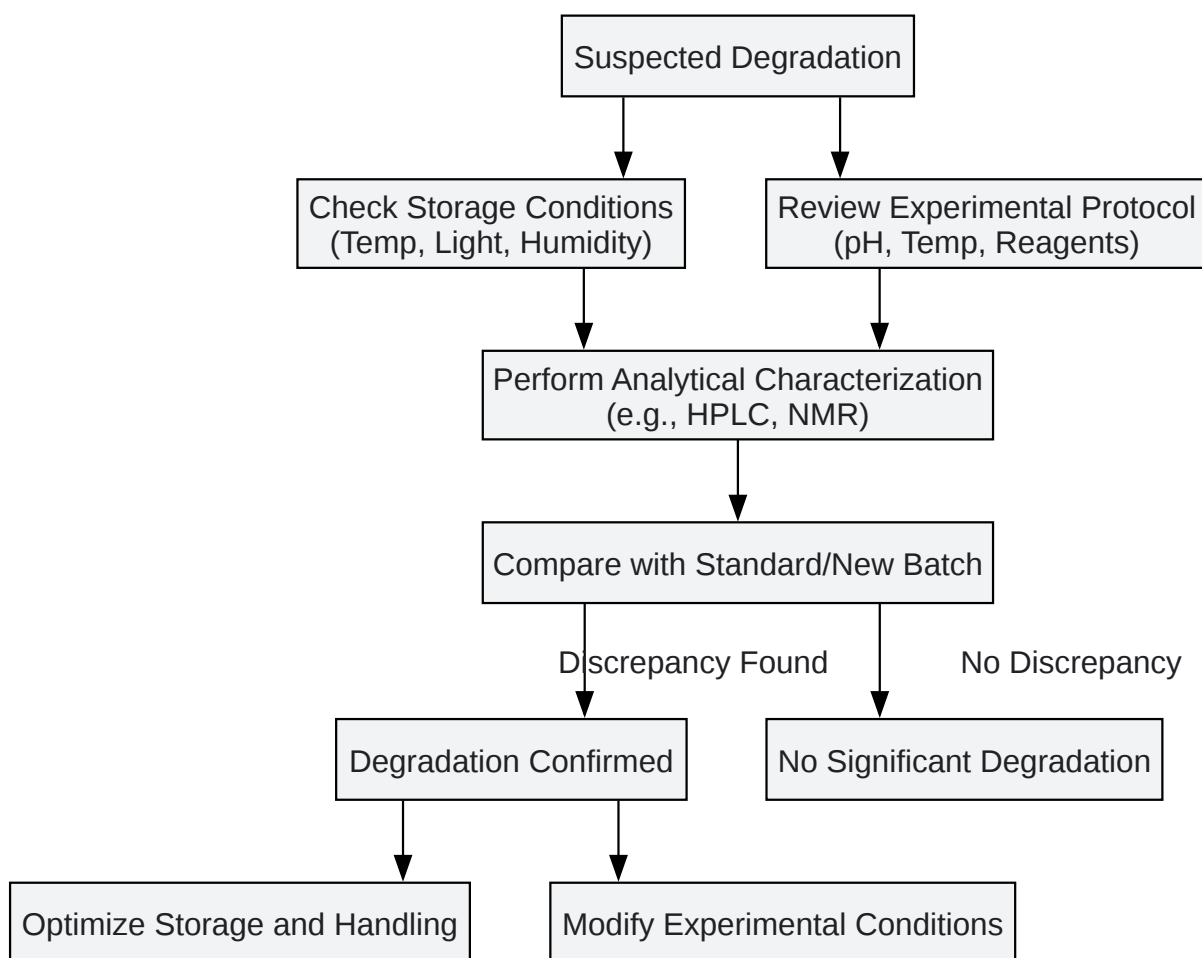 Suspected Degradation
Check Storage Conditions
(Temp, Light, Humidity)
Review Experimental Protocol
(pH, Temp, Reagents)
Perform Analytical Characterization
(e.g., HPLC, NMR)
Compare with Standard/New Batch
Discrepancy Found
No Discrepancy
Degradation Confirmed
No Significant Degradation
Optimize Storage and Handling
Modify Experimental Conditions